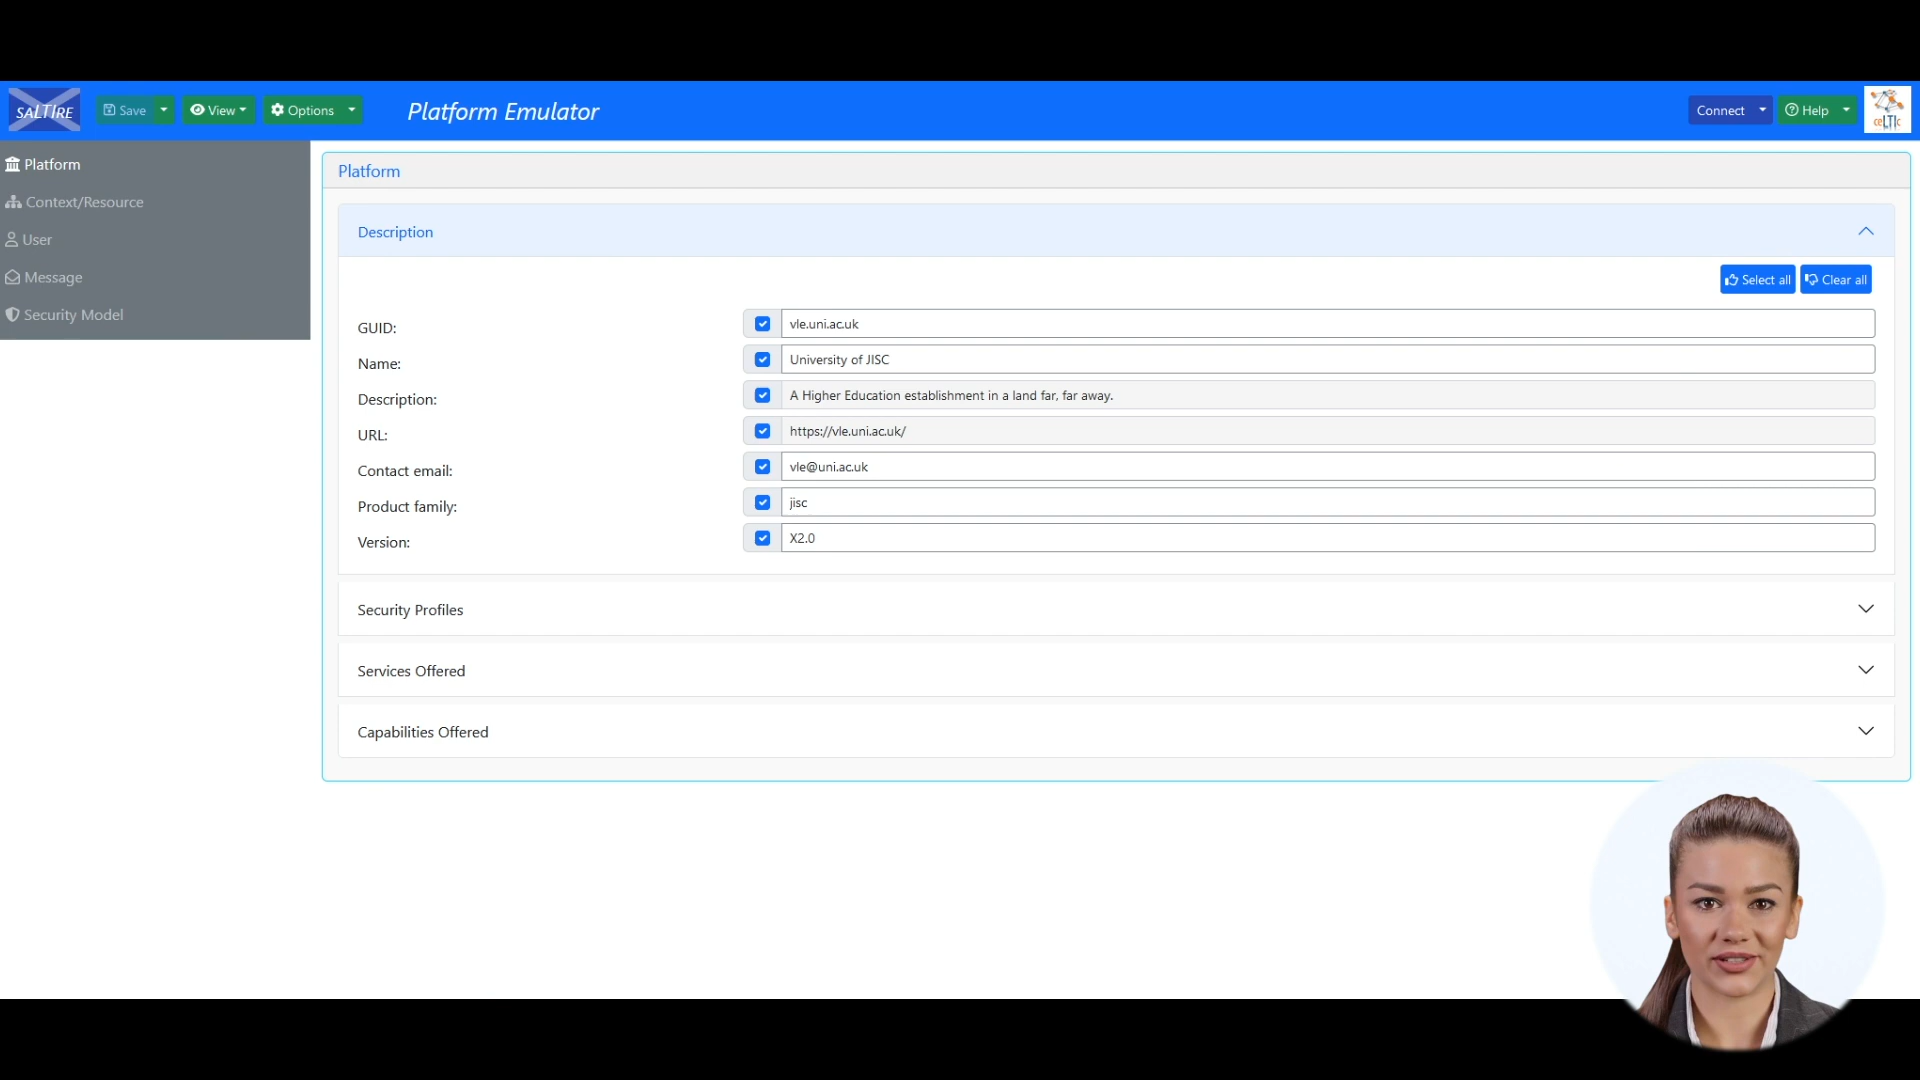 saLTIre Save View Options Platform Emulator Connect Help ceLTIc
Platform
Context/Resource
User
Message
Security Model
Platform
Description
Select all Clear all
GUID: vle.uni.ac.uk
Name: University of JISC
Description: A Higher Education establishment in a land far, far away.
URL: https://vle.uni.ac.uk/
Contact email: vle@uni.ac.uk
Product family: jisc
Version: X2.0
Security Profiles
Services Offered
Capabilities Offered